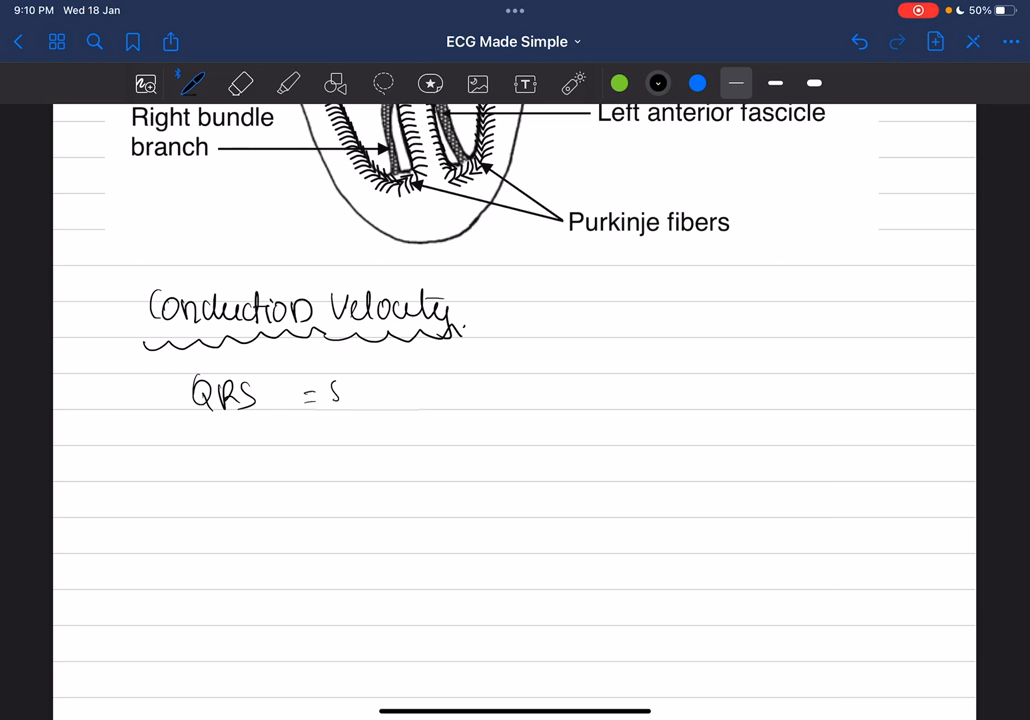 9:10 PM Wed 18 Jan
50%
ECG Made Simple
Right bundle
branch
Left anterior fascicle
Purkinje fibers
Conduction Velocity.
QRS = S